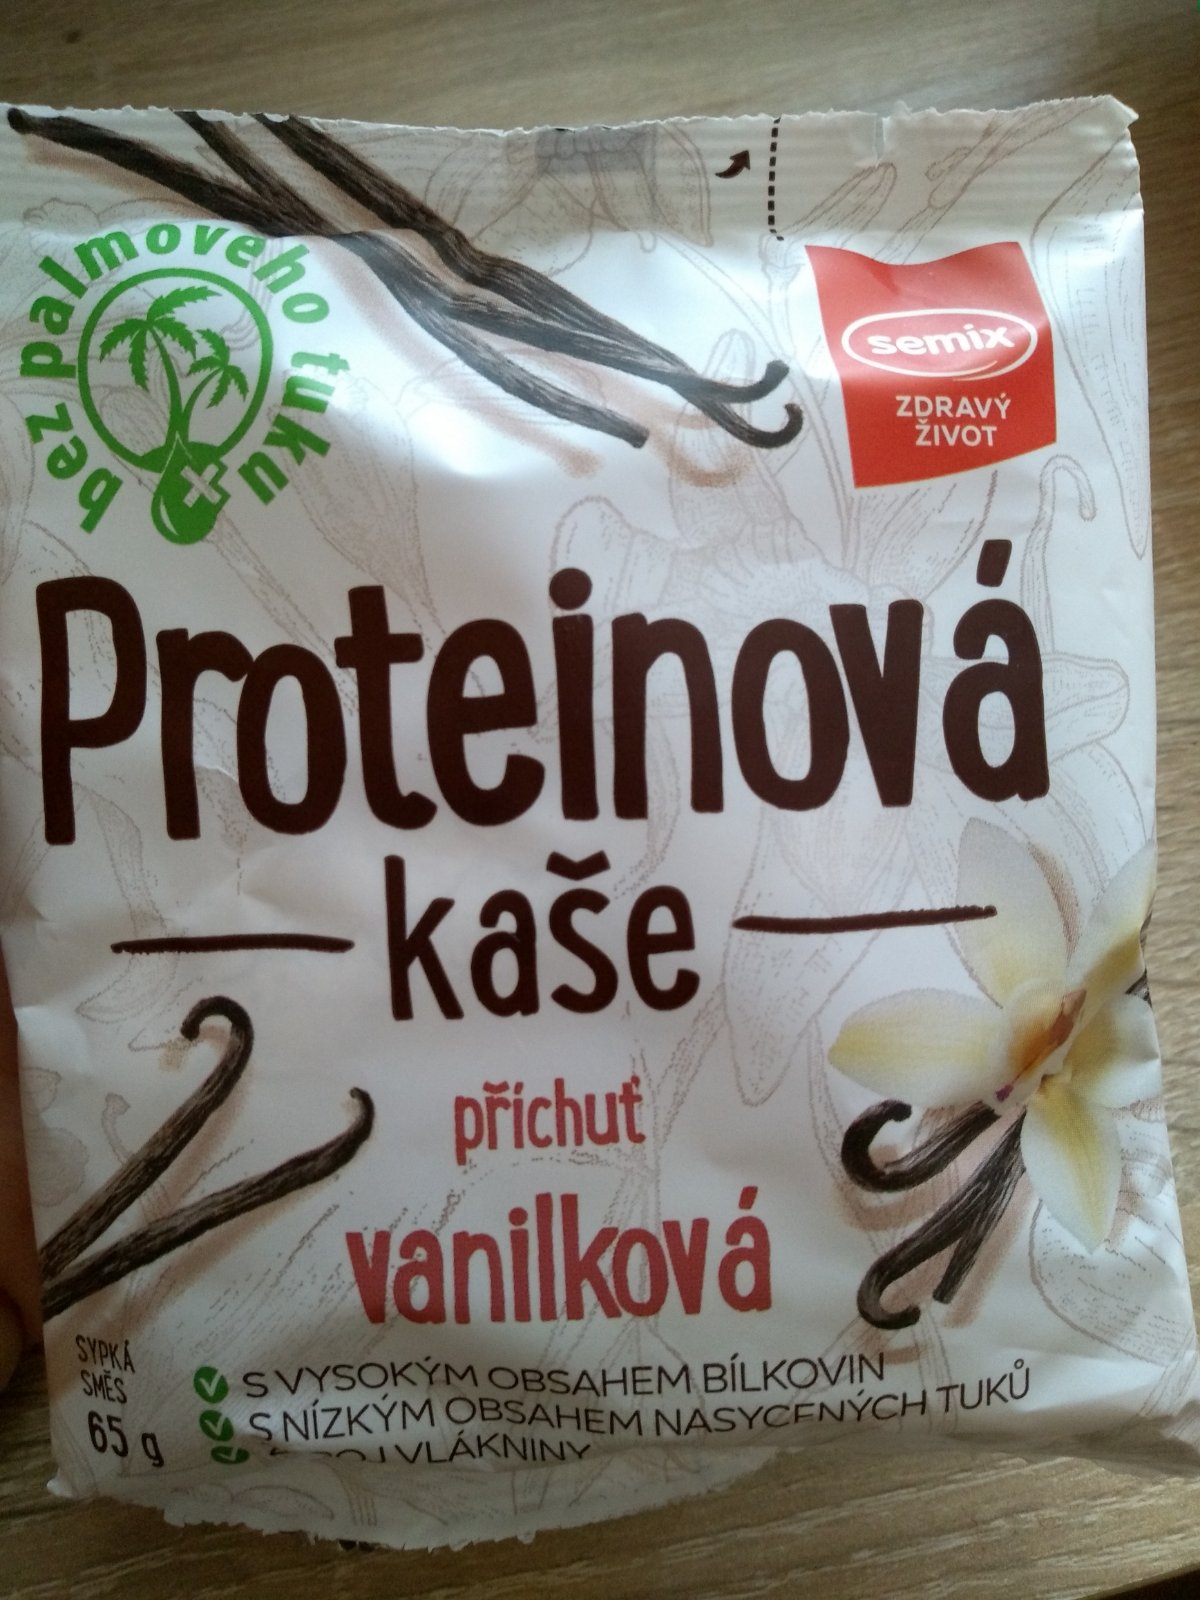 bez palmoveho tuku
semix
ZDRAVÝ
ŽIVOT
Proteinová
kaše
příchuť
vanilková
SYPKÁ
SMĚS
65 g
S VYSOKÝM OBSAHEM BÍLKOVIN
S NÍZKÝM OBSAHEM NASYCENÝCH TUKŮ
VLÁKNINY